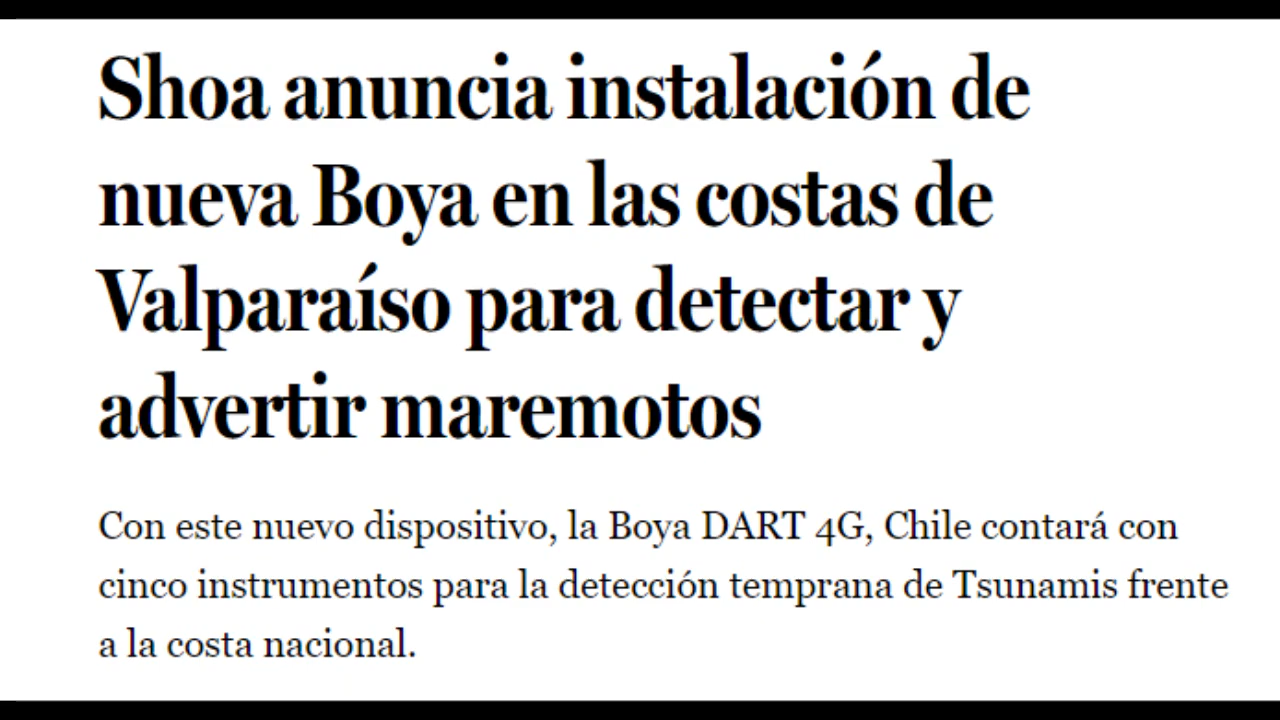 Shoa anuncia instalación de
nueva Boya en las costas de
Valparaíso para detectar y
advertir maremotos
Con este nuevo dispositivo, la Boya DART 4G, Chile contará con
cinco instrumentos para la detección temprana de Tsunamis frente
a la costa nacional.